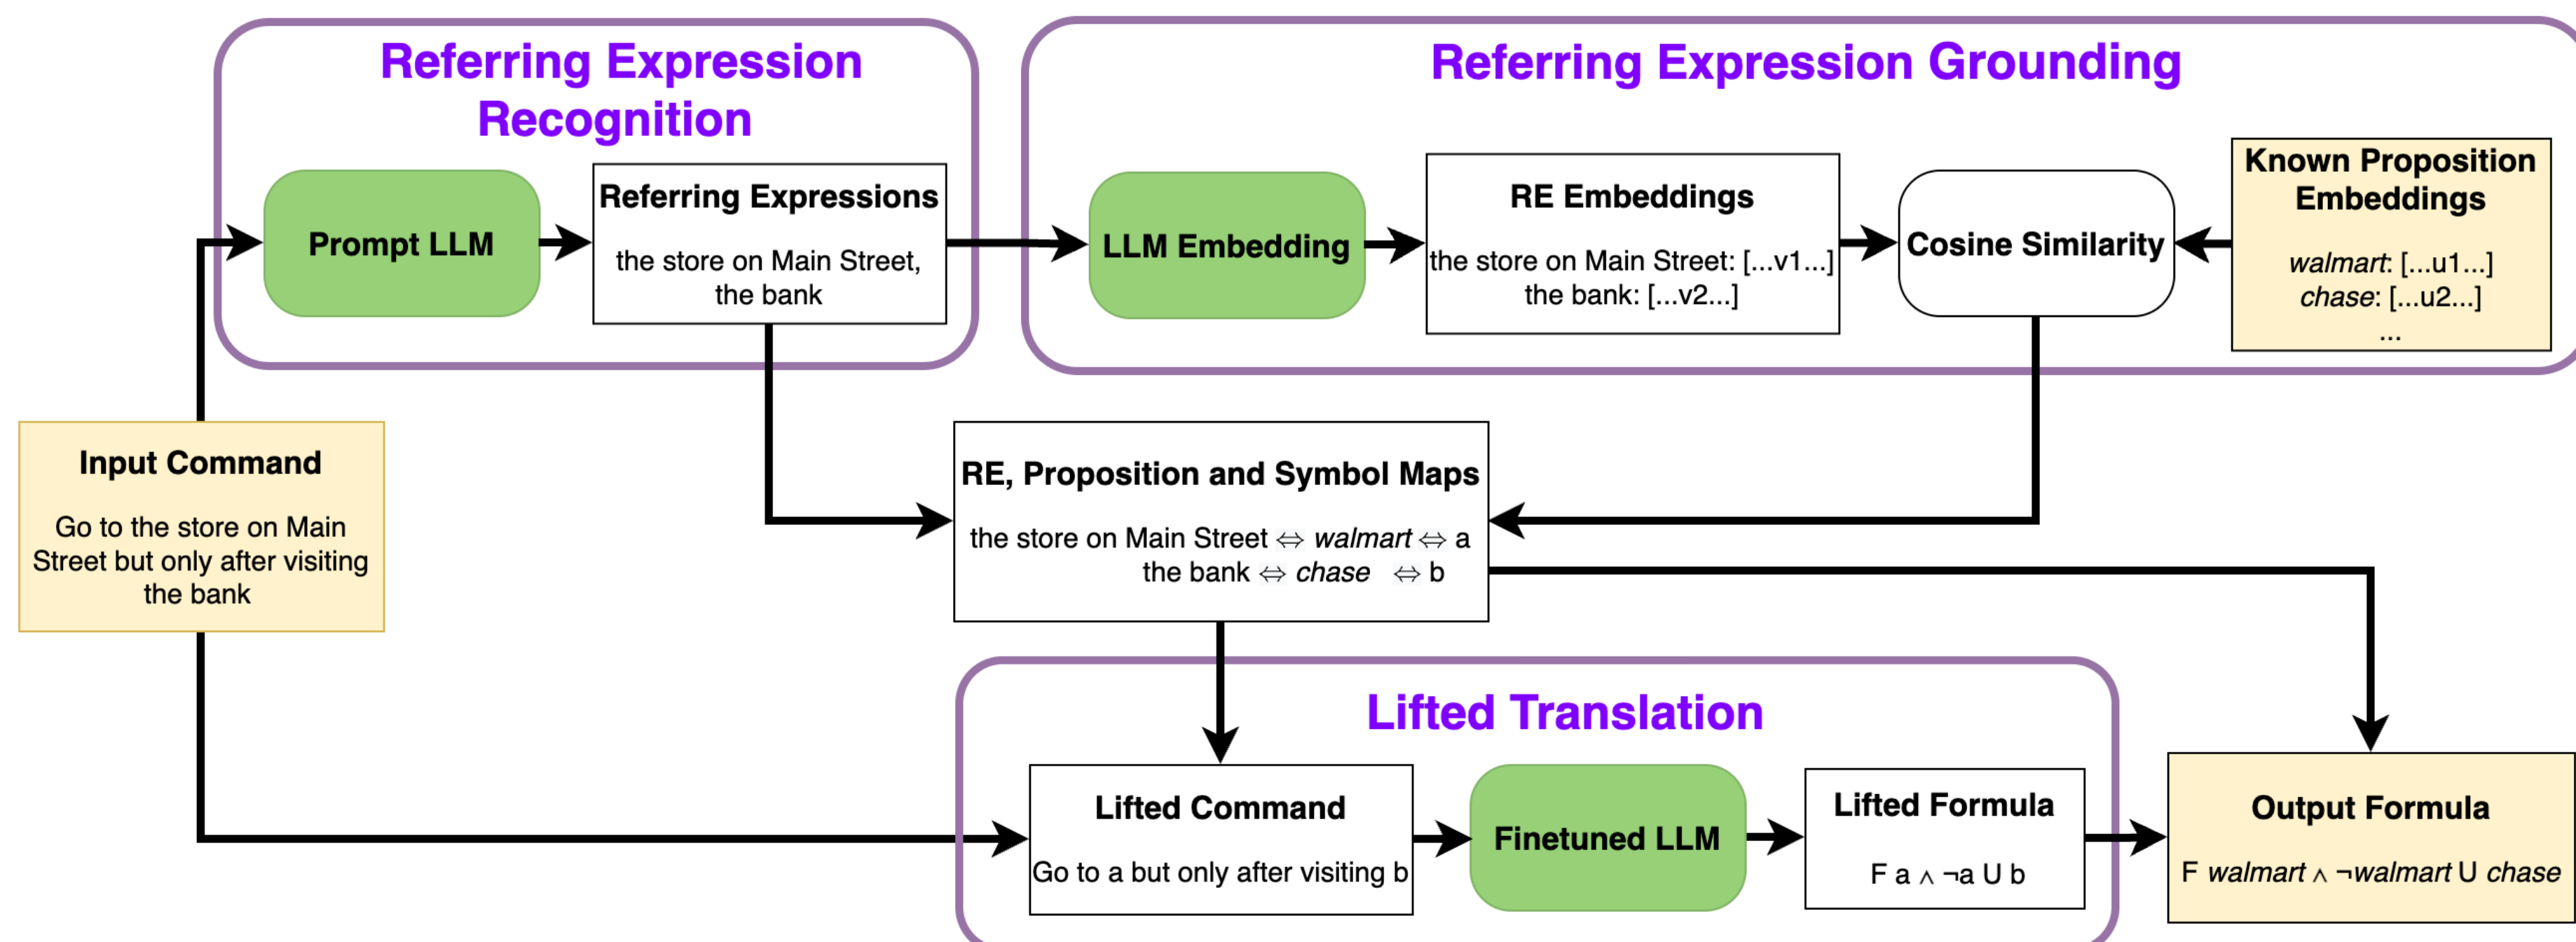 Referring Expression
Recognition
Prompt LLM
Referring Expressions
the store on Main Street,
the bank
Referring Expression Grounding
LLM Embedding
RE Embeddings
the store on Main Street: [...v1...]
the bank: [...v2...]
Cosine Similarity
Known Proposition
Embeddings
walmart: [...u1...]
chase: [...u2...]
...
Input Command
Go to the store on Main
Street but only after visiting
the bank
RE, Proposition and Symbol Maps
the store on Main Street ⇔ walmart ⇔ a
the bank ⇔ chase ⇔ b
Lifted Translation
Lifted Command
Go to a but only after visiting b
Finetuned LLM
Lifted Formula
F a ∧ ¬a U b
Output Formula
F walmart ∧ ¬walmart U chase